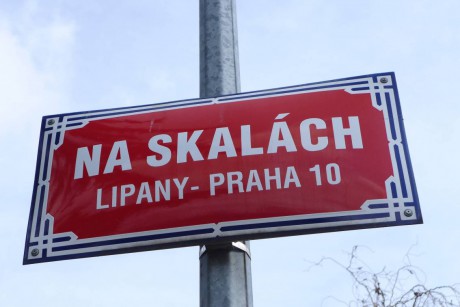 NA SKALÁCH
LIPANY- PRAHA 10